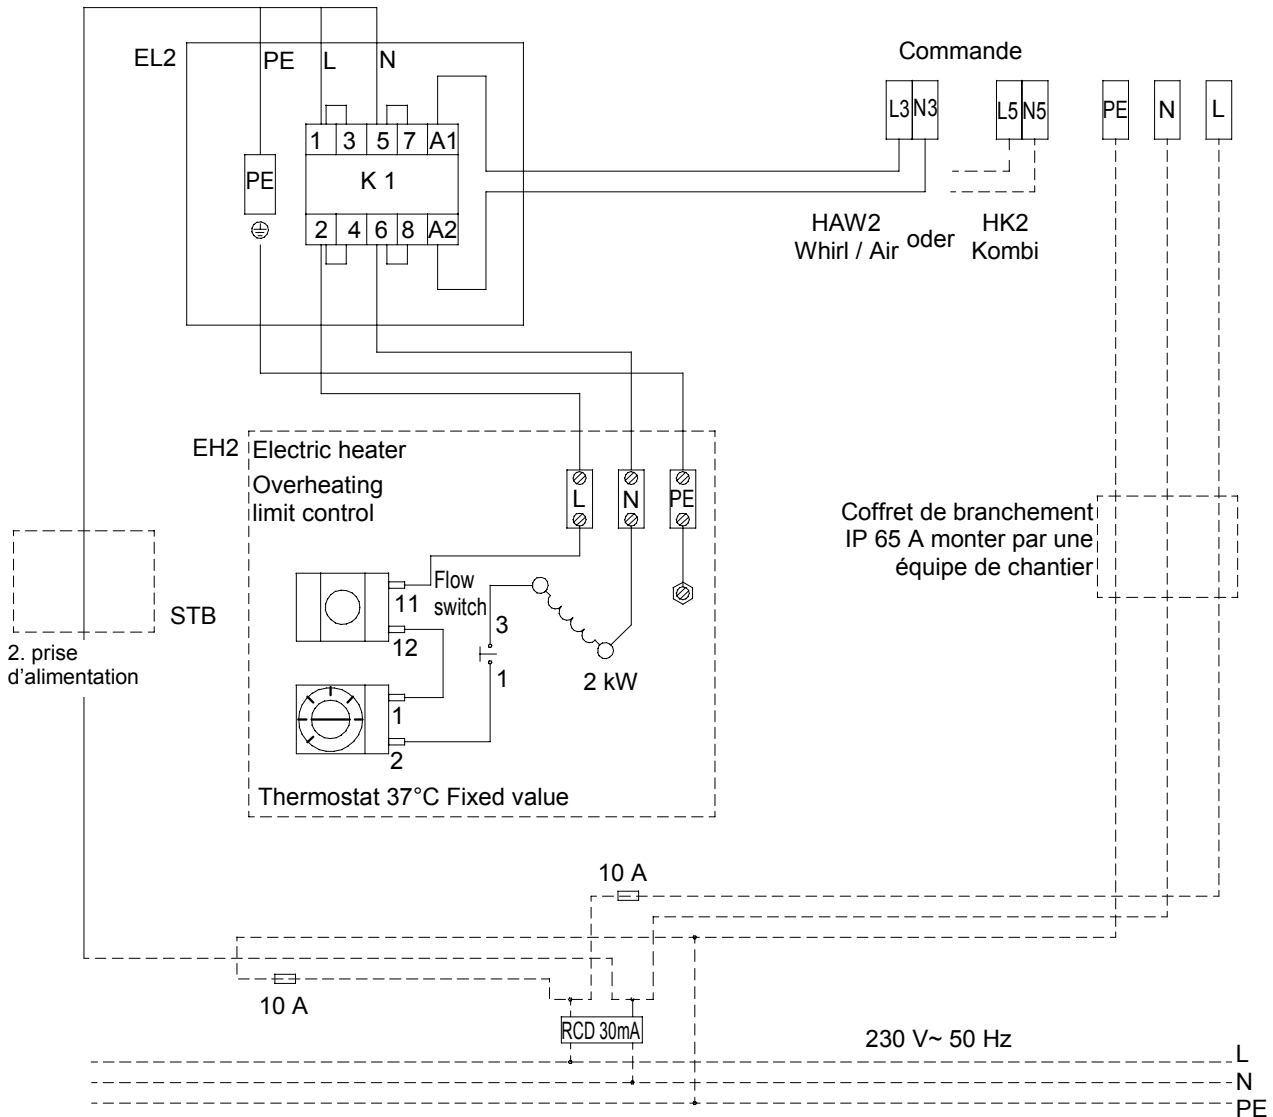 EL2
PE
L
N
Commande
1
3
5
7
A1
PE
K 1
2
4
6
8
A2
L3
N3
L5
N5
PE
N
L
HAW2
Whirl / Air
oder
HK2
Kombi
EH2
Electric heater
Overheating
limit control
L
N
PE
Coffret de branchement
IP 65 A monter par une
équipe de chantier
Flow
switch
11
12
3
1
1
2
2 kW
STB
2. prise
d'alimentation
Thermostat 37°C Fixed value
10 A
10 A
RCD 30mA
230 V~ 50 Hz
L
N
PE